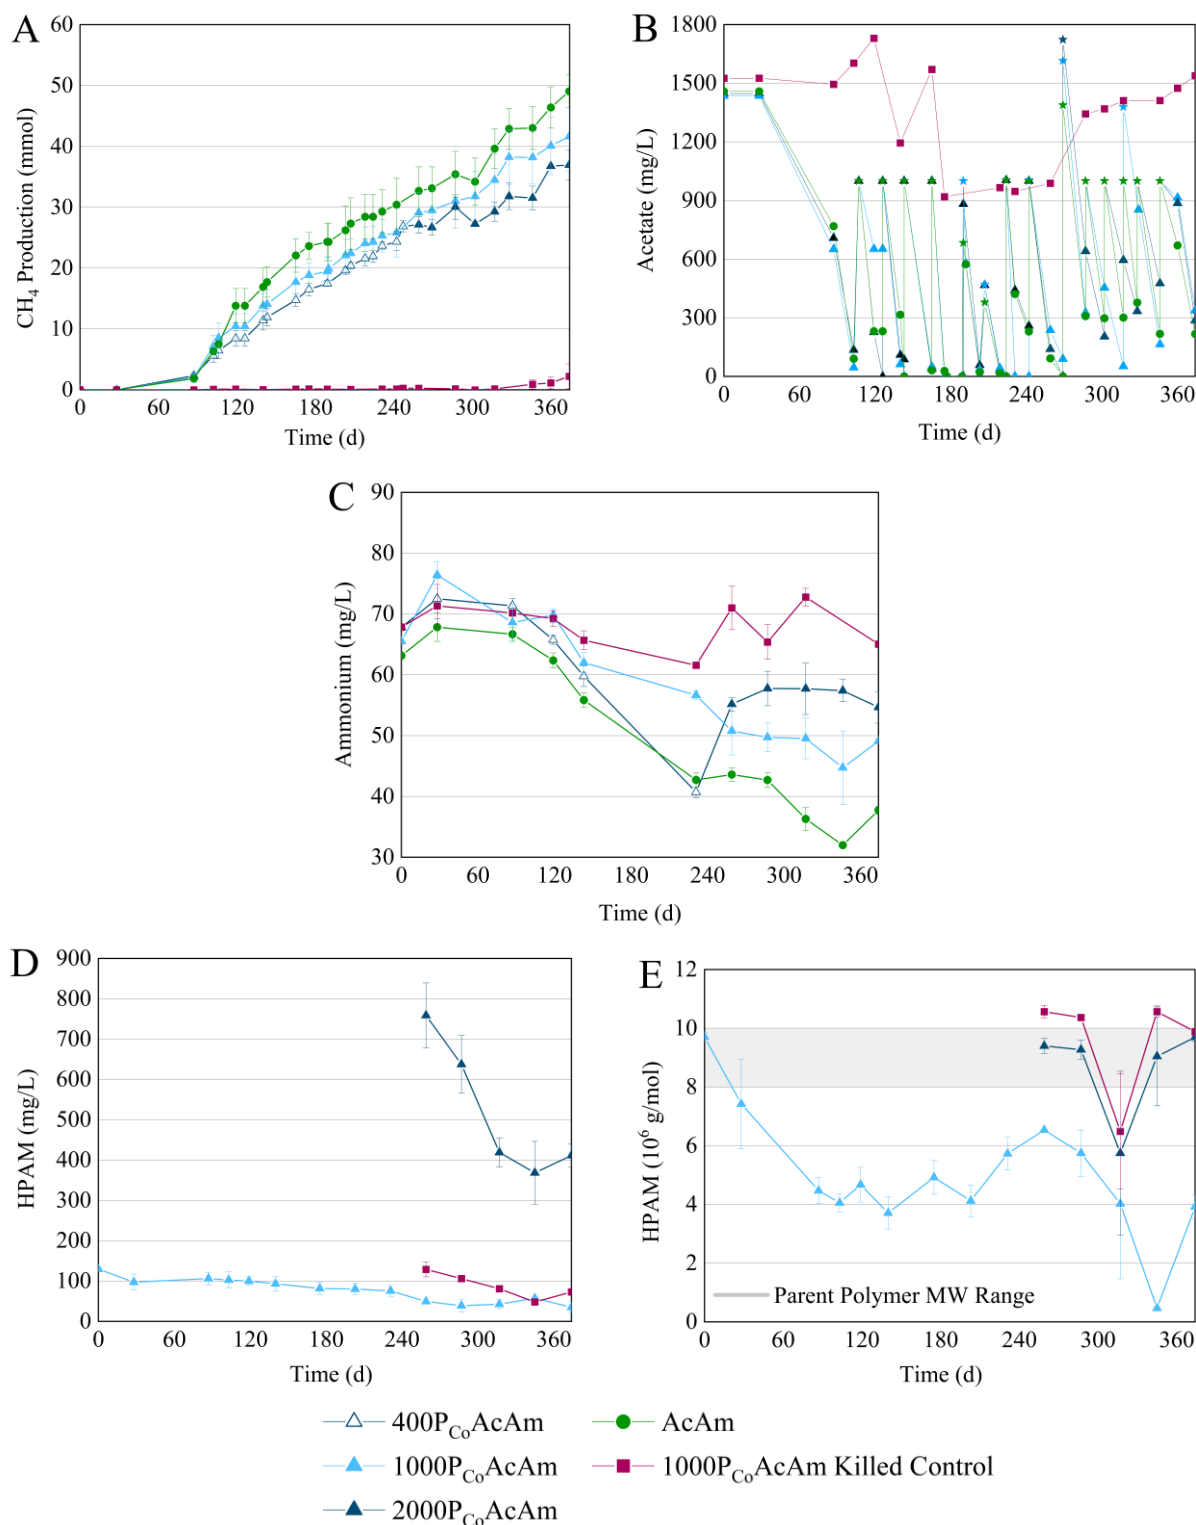 A
60
50
40
30
20
10
0
CH4 Production (mmol)
0 60 120 180 240 300 360
Time (d)
B
1800
1500
1200
900
600
300
0
Acetate (mg/L)
0 60 120 180 240 300 360
Time (d)
C
90
80
70
60
50
40
30
Ammonium (mg/L)
0 60 120 180 240 300 360
Time (d)
D
900
800
700
600
500
400
300
200
100
0
HPAM (mg/L)
0 60 120 180 240 300 360
Time (d)
E
12
10
8
6
4
2
0
HPAM (10⁶ g/mol)
Parent Polymer MW Range
0 60 120 180 240 300 360
Time (d)
400PCoAcAm
1000PCoAcAm
2000PCoAcAm
AcAm
1000PCoAcAm Killed Control